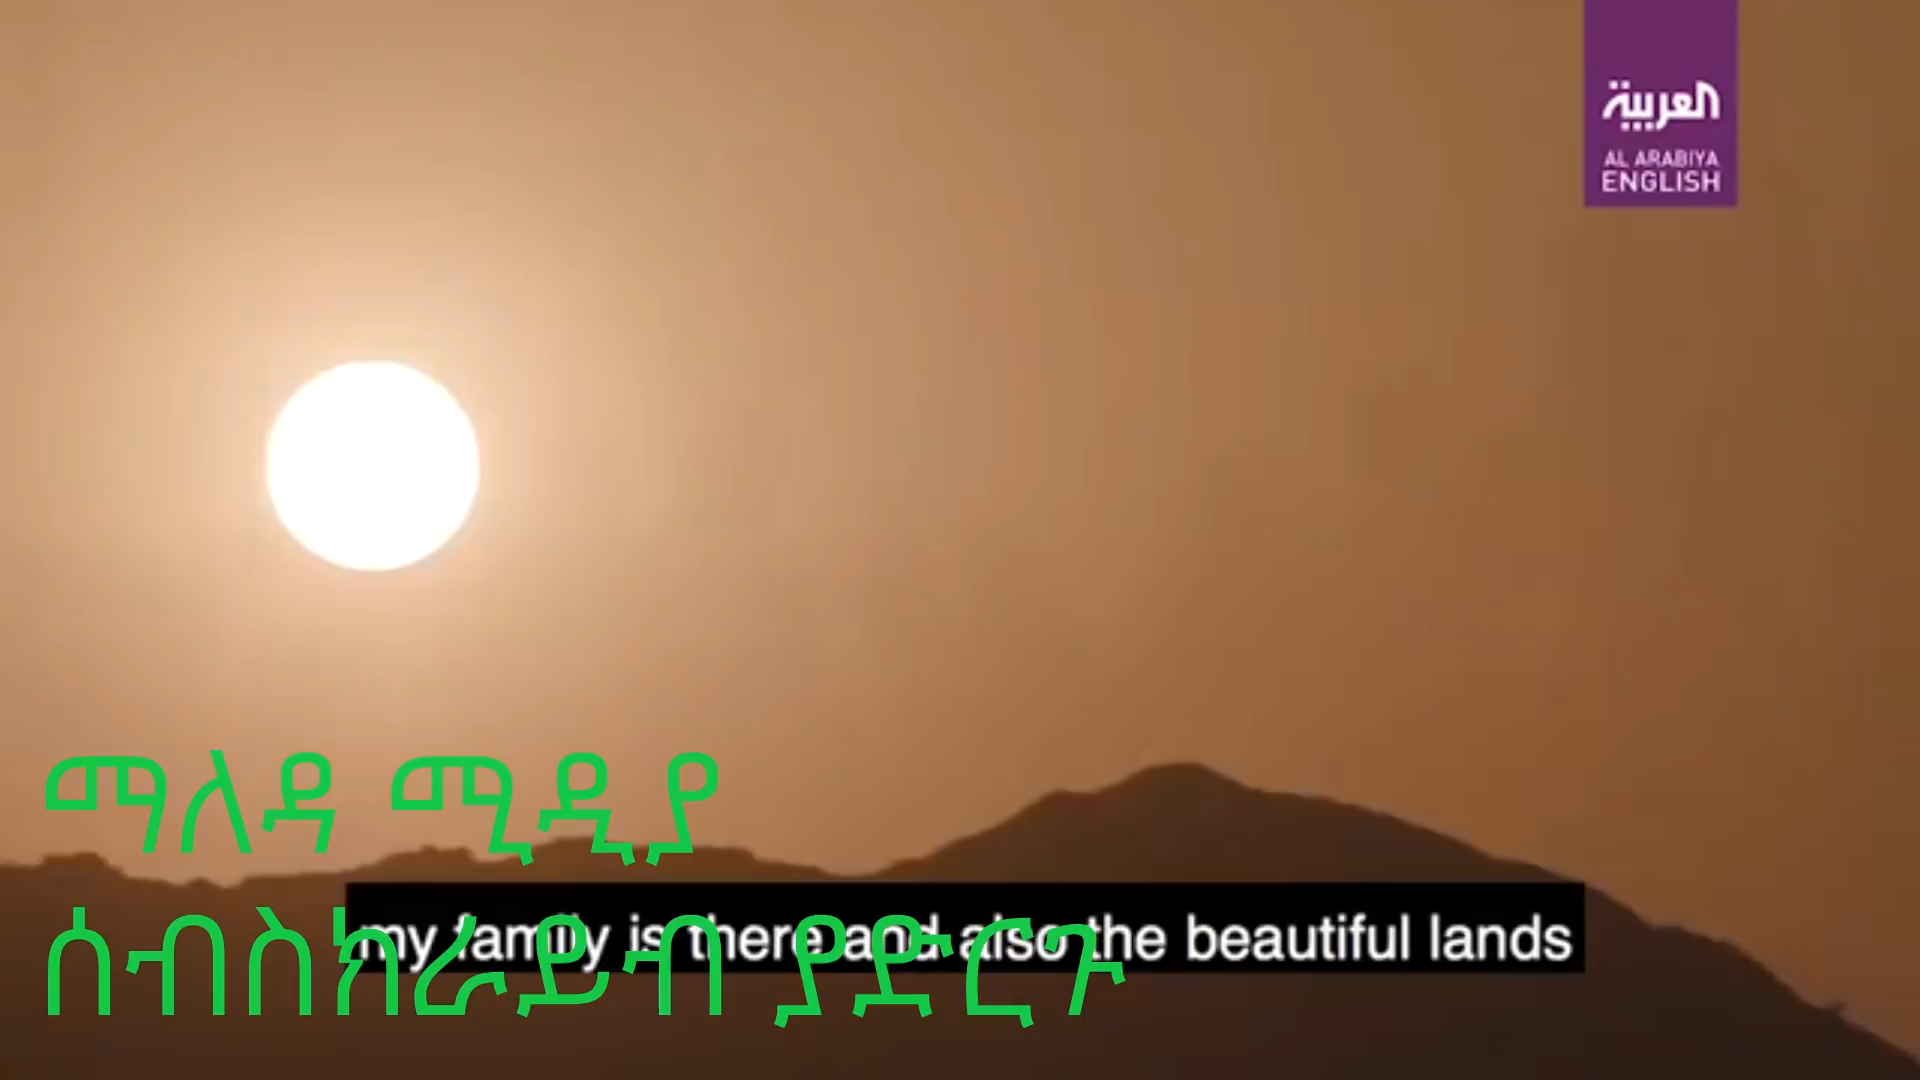 العربية
AL ARABIYA
ENGLISH
ማለዳ ሚዲያ
my family is there and also the beautiful lands
ሰብስክራይብ ያድርጉ